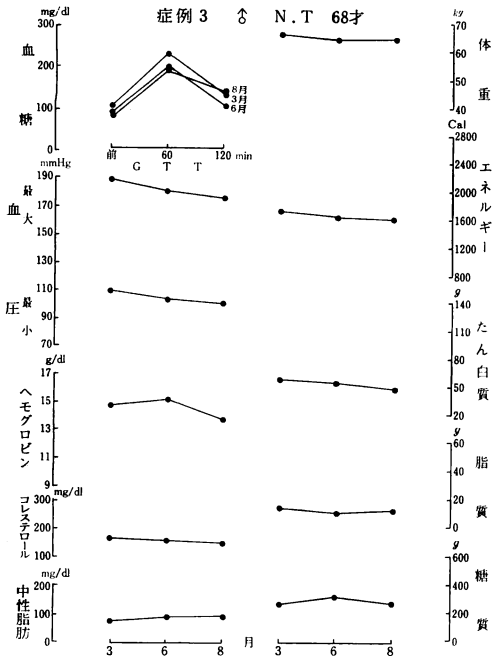 症例3 ♂ N.T 68才
mg/dl
300
200
100
0
血糖
8月
3月
6月
前 60 120 min
G T T
kg
70
60
50
40
体重
mmHg
190
170
150
130
110
90
70
血圧
最大
最小
Cal
2800
2000
1600
1200
800
エネルギー
g/dl
17
15
13
11
9
ヘモグロビン
g
140
80
50
20
たん白質
mg/dl
300
200
100
コレステロール
g
60
40
20
0
脂質
mg/dl
200
100
0
中性脂肪
g
600
400
200
0
糖質
3 6 8 月 3 6 8